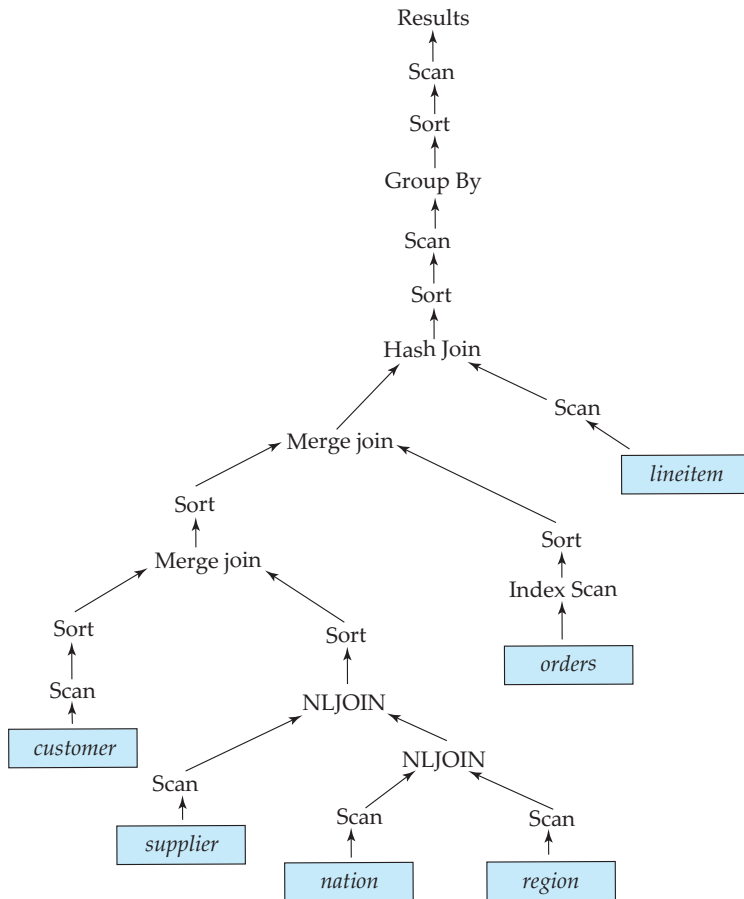 Results
Scan
Sort
Group By
Scan
Sort
Hash Join
Scan
Merge join
lineitem
Sort
Sort
Merge join
Index Scan
Sort
Sort
orders
Scan
NLJOIN
customer
NLJOIN
Scan
Scan
Scan
supplier
nation
region